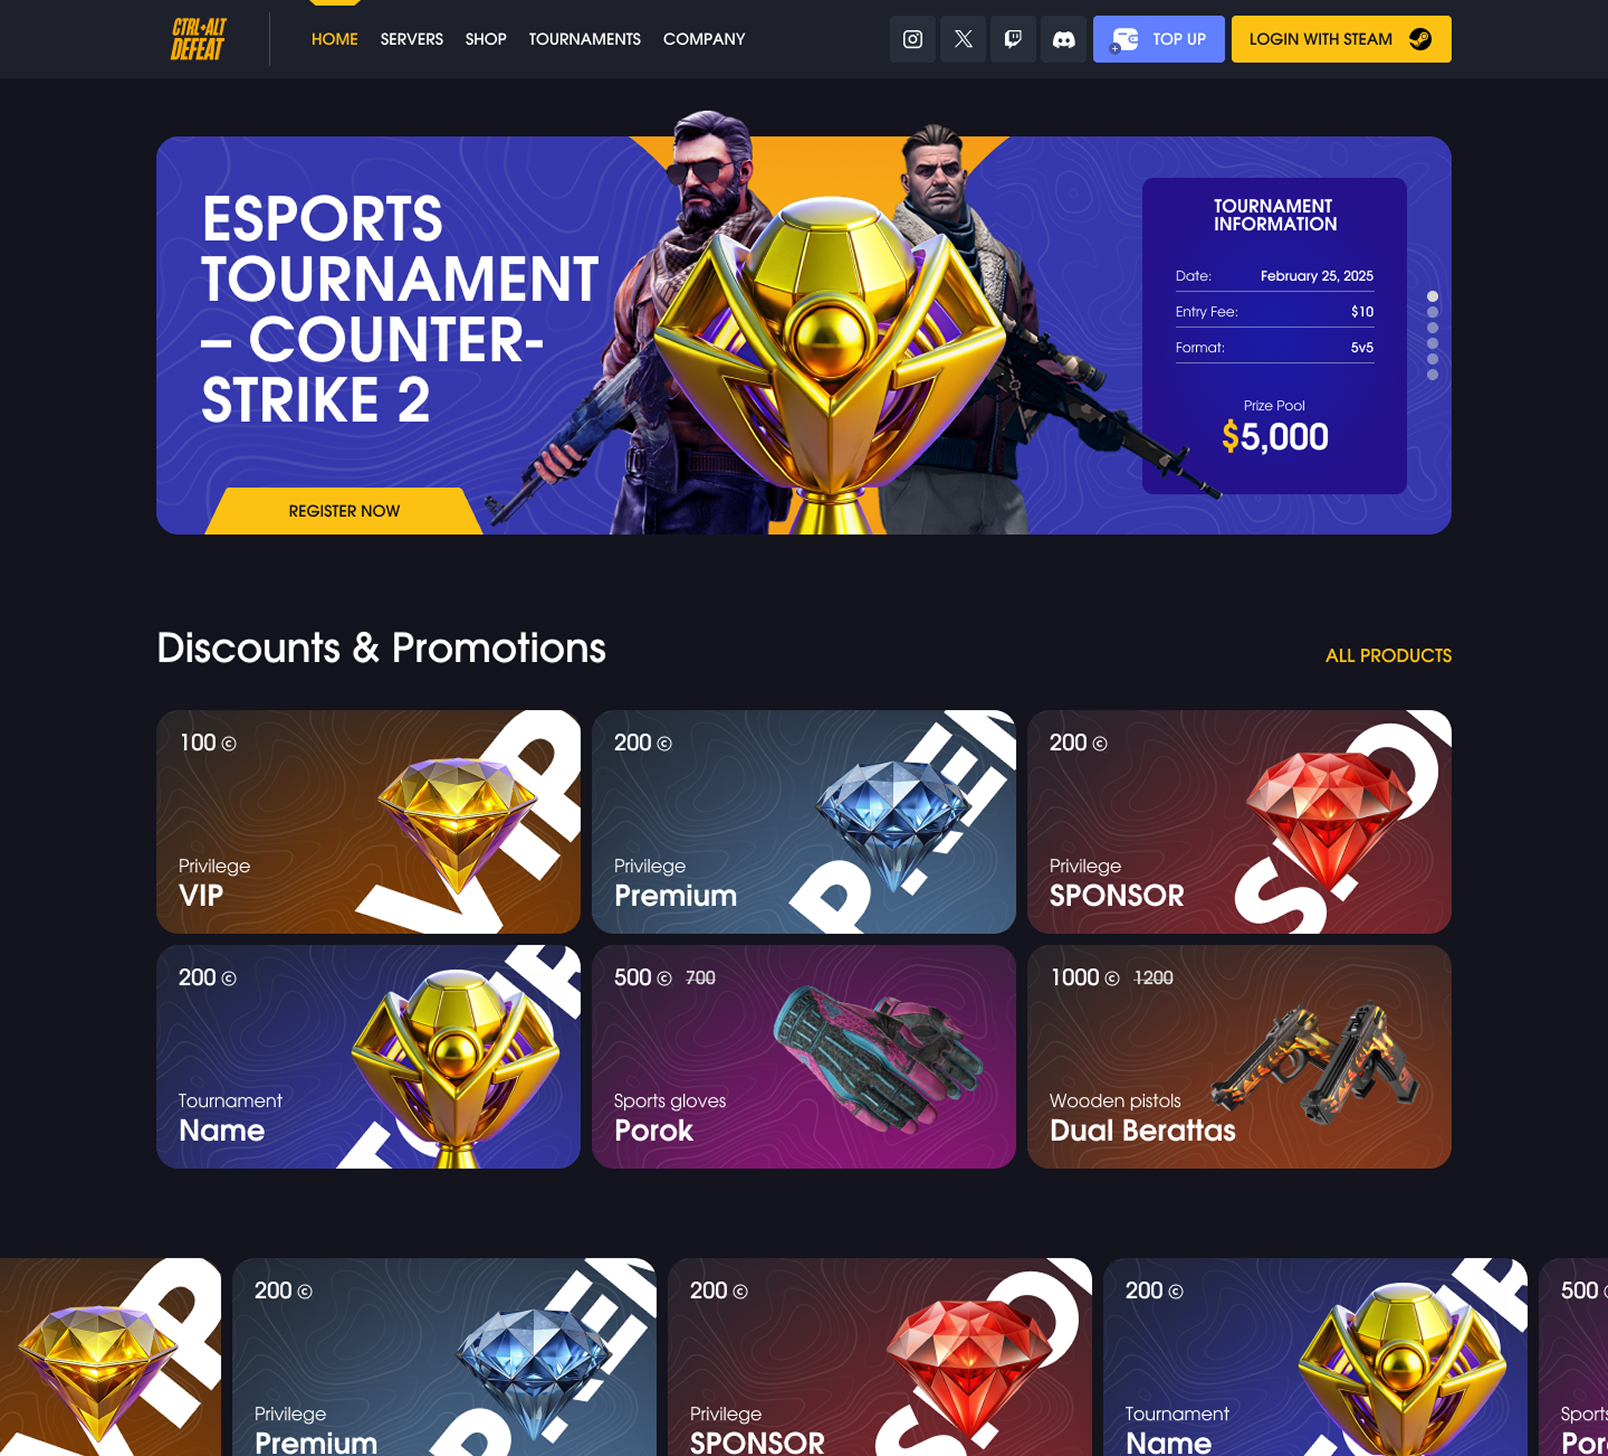 CTRL+ALT
DEFEAT
HOME
SERVERS
SHOP
TOURNAMENTS
COMPANY
TOP UP
LOGIN WITH STEAM
ESPORTS
TOURNAMENT
– COUNTER-
STRIKE 2
REGISTER NOW
TOURNAMENT
INFORMATION
Date: February 25, 2025
Entry Fee: $10
Format: 5v5
Prize Pool
$5,000
Discounts & Promotions
ALL PRODUCTS
100 ©
VIP
Privilege
VIP
200 ©
Privilege
Premium
200 ©
Privilege
SPONSOR
200 ©
Tournament
Name
500 © 700
Sports gloves
Porok
1000 © 1200
Wooden pistols
Dual Berattas
200 ©
Privilege
Premium
200 ©
Privilege
SPONSOR
200 ©
Tournament
Name
500